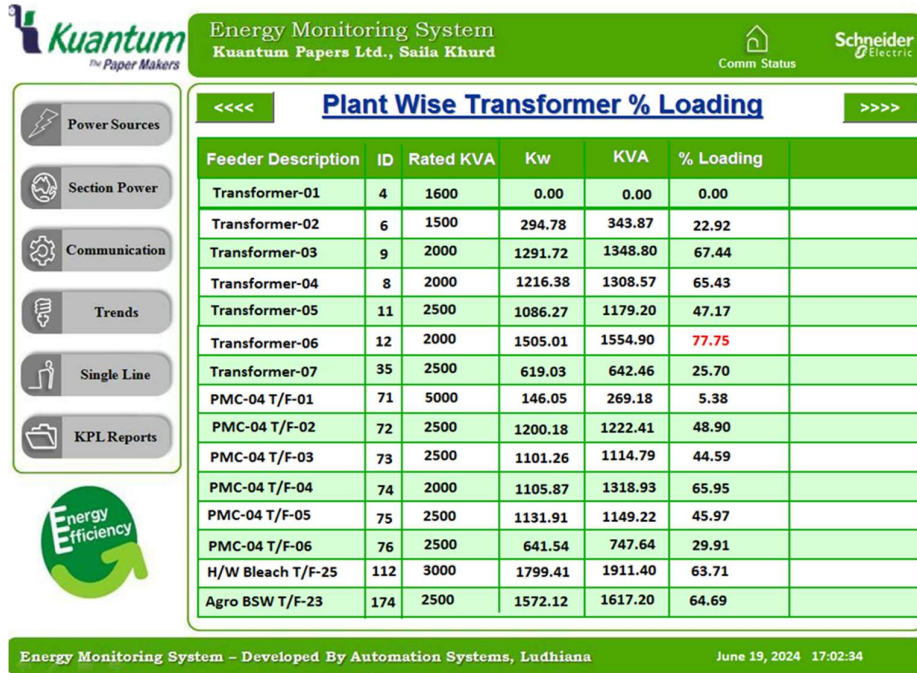 Kuantum
The Paper Makers
Energy Monitoring System
Kuantum Papers Ltd., Saila Khurd
Comm Status
Schneider
Electric
Power Sources
Section Power
Communication
Trends
Single Line
KPL Reports
Energy
Efficiency
<<<< Plant Wise Transformer % Loading >>>>
Feeder Description ID Rated KVA Kw KVA % Loading
Transformer-01 4 1600 0.00 0.00 0.00
Transformer-02 6 1500 294.78 343.87 22.92
Transformer-03 9 2000 1291.72 1348.80 67.44
Transformer-04 8 2000 1216.38 1308.57 65.43
Transformer-05 11 2500 1086.27 1179.20 47.17
Transformer-06 12 2000 1505.01 1554.90 77.75
Transformer-07 35 2500 619.03 642.46 25.70
PMC-04 T/F-01 71 5000 146.05 269.18 5.38
PMC-04 T/F-02 72 2500 1200.18 1222.41 48.90
PMC-04 T/F-03 73 2500 1101.26 1114.79 44.59
PMC-04 T/F-04 74 2000 1105.87 1318.93 65.95
PMC-04 T/F-05 75 2500 1131.91 1149.22 45.97
PMC-04 T/F-06 76 2500 641.54 747.64 29.91
H/W Bleach T/F-25 112 3000 1799.41 1911.40 63.71
Agro BSW T/F-23 174 2500 1572.12 1617.20 64.69
Energy Monitoring System – Developed By Automation Systems, Ludhiana
June 19, 2024 17:02:34